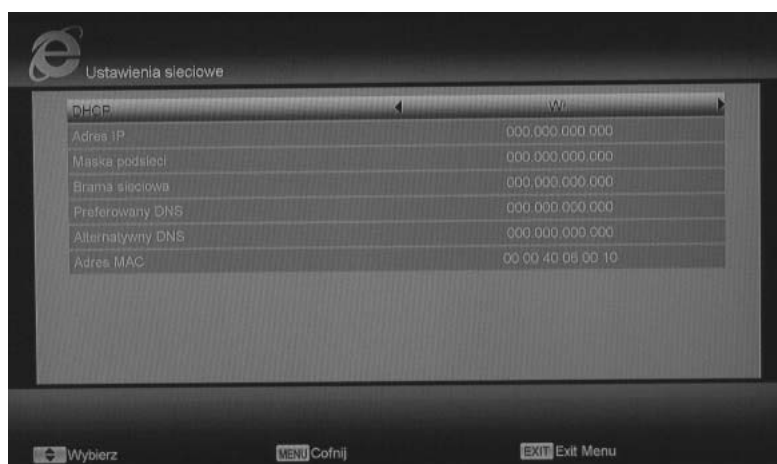 Ustawienia sieciowe
DHCP Wł
Adres IP 000.000.000.000
Maska podsieci 000.000.000.000
Brama sieciowa 000.000.000.000
Preferowany DNS 000.000.000.000
Alternatywny DNS 000.000.000.000
Adres MAC 00 00 40 06 00 10
Wybierz MENU Cofnij EXIT Exit Menu